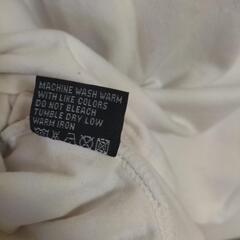 MACHINE WASH WARM
WITH LIKE COLORS
DO NOT BLEACH
TUMBLE DRY LOW
WARM IRON